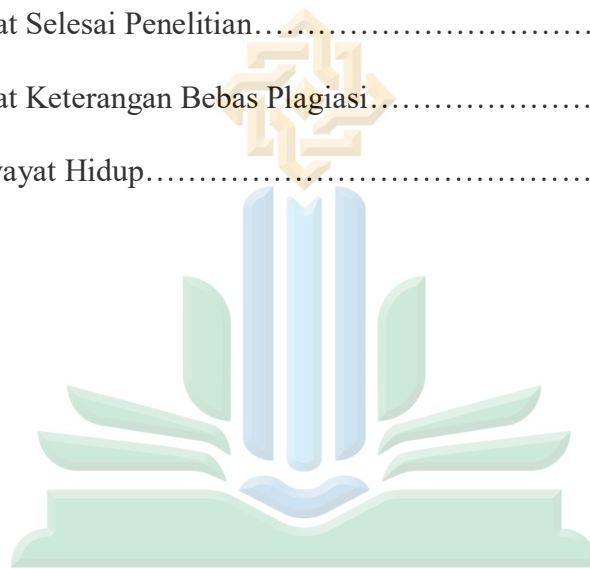 at Selesai Penelitian……………………………
at Keterangan Bebas Plagiasi…………………
ayat Hidup……………………………………